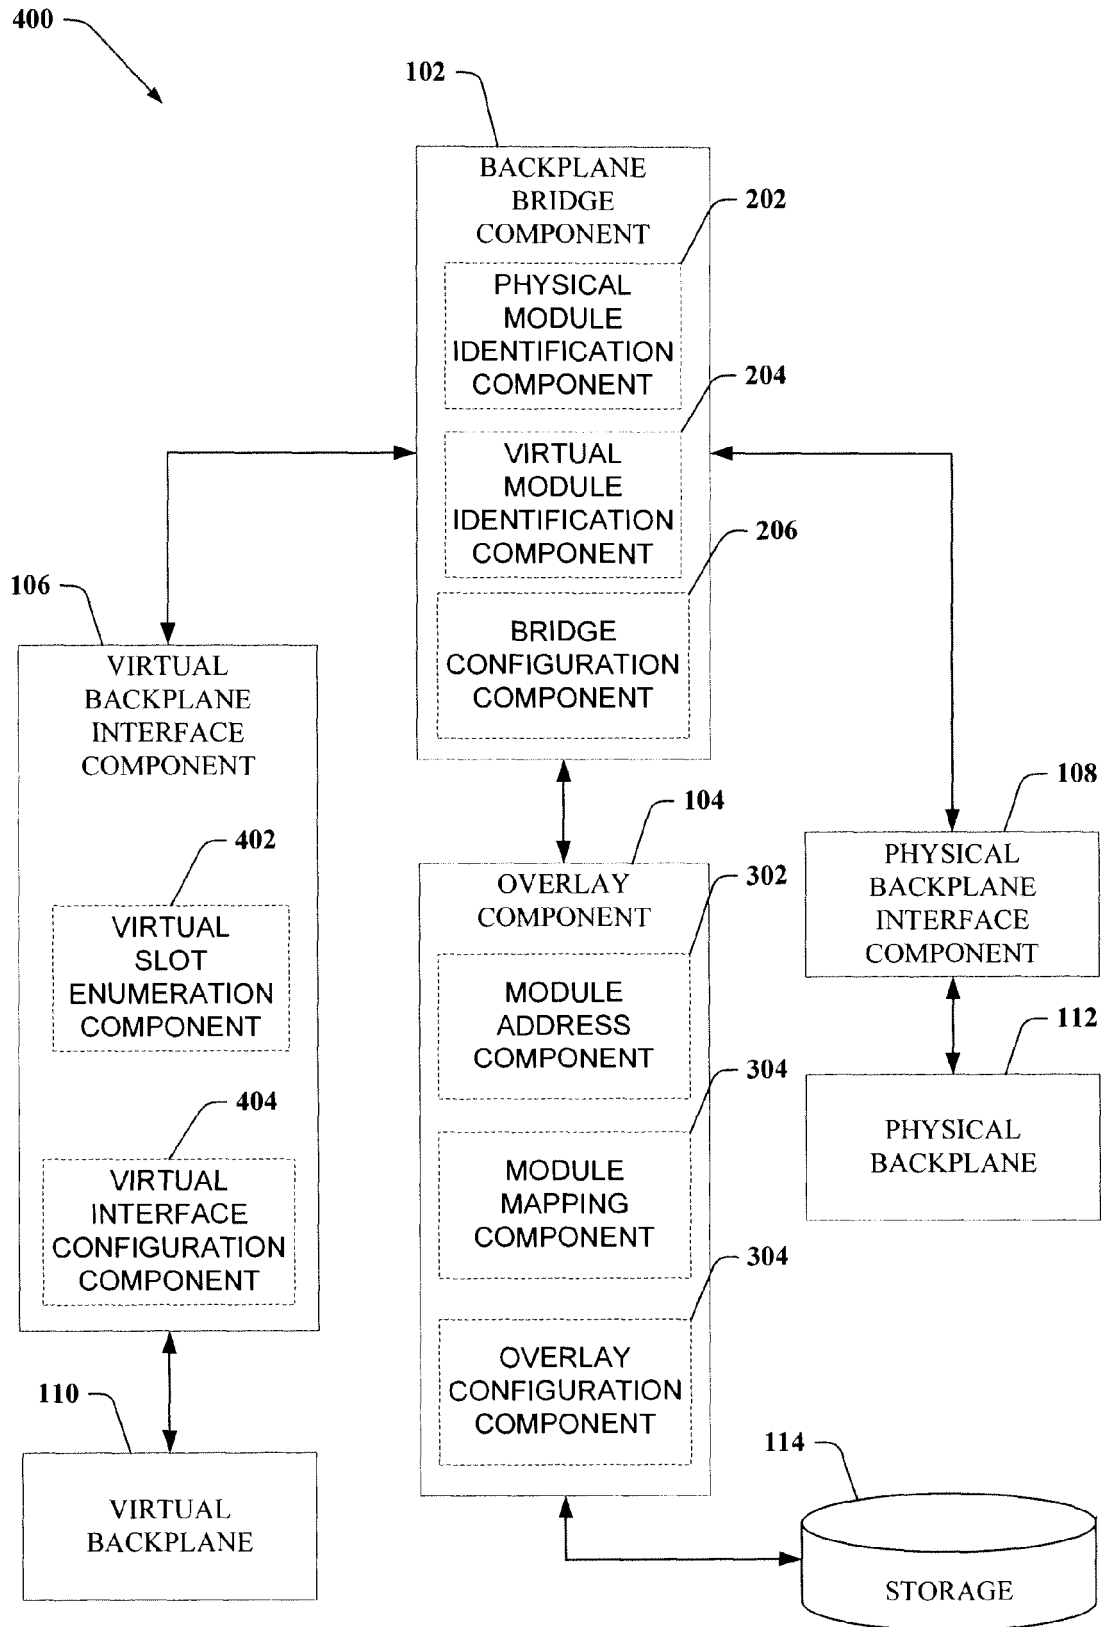 400
102
BACKPLANE
BRIDGE
COMPONENT
202
PHYSICAL
MODULE
IDENTIFICATION
COMPONENT
204
VIRTUAL
MODULE
IDENTIFICATION
COMPONENT
206
BRIDGE
CONFIGURATION
COMPONENT
106
VIRTUAL
BACKPLANE
INTERFACE
COMPONENT
402
VIRTUAL
SLOT
ENUMERATION
COMPONENT
404
VIRTUAL
INTERFACE
CONFIGURATION
COMPONENT
110
VIRTUAL
BACKPLANE
104
OVERLAY
COMPONENT
302
MODULE
ADDRESS
COMPONENT
304
MODULE
MAPPING
COMPONENT
304
OVERLAY
CONFIGURATION
COMPONENT
108
PHYSICAL
BACKPLANE
INTERFACE
COMPONENT
112
PHYSICAL
BACKPLANE
114
STORAGE